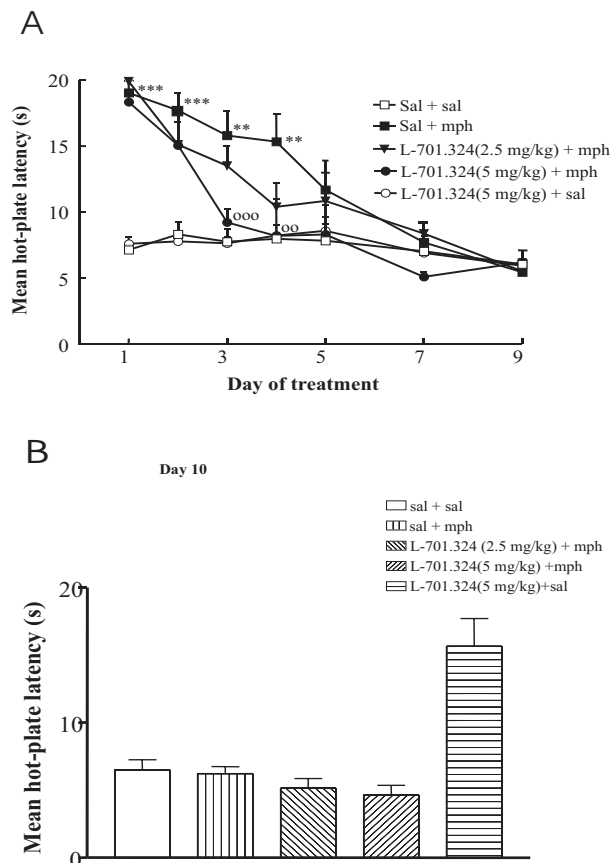 A
20
15
10
5
0
Mean hot-plate latency (s)
***
***
**
**
ooo
oo
Sal + sal
Sal + mph
L-701.324(2.5 mg/kg) + mph
L-701.324(5 mg/kg) + mph
L-701.324(5 mg/kg) + sal
1 3 5 7 9
Day of treatment
B
Day 10
sal + sal
sal + mph
L-701.324 (2.5 mg/kg) + mph
L-701.324(5 mg/kg) +mph
L-701.324(5 mg/kg)+sal
20
10
0
Mean hot-plate latency (s)